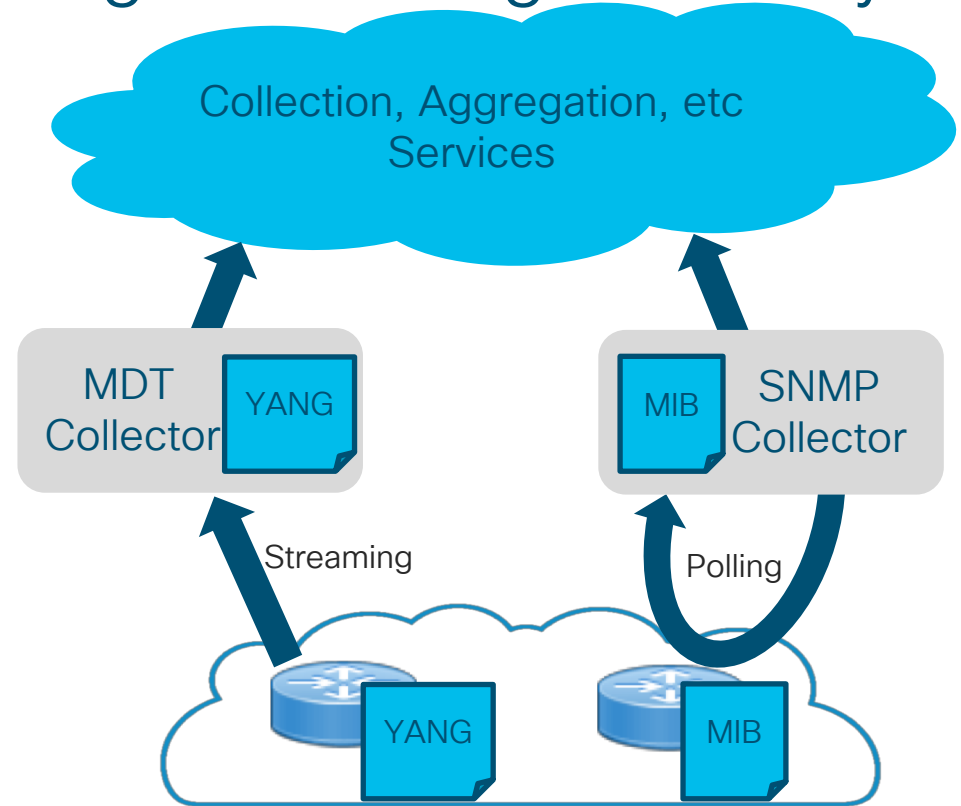 Collection, Aggregation, etc
Services
MDT
Collector
YANG
MIB
SNMP
Collector
Streaming
Polling
YANG
MIB